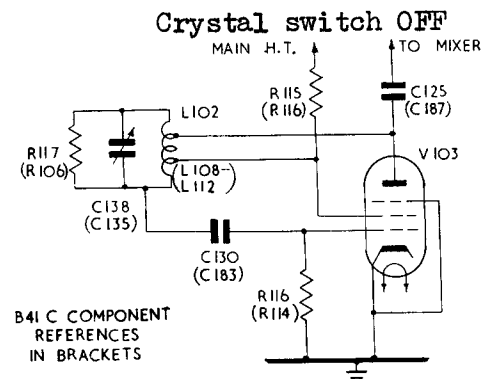 Crystal switch OFF
MAIN H.T.
TO MIXER
R115
(R116)
C125
(C187)
L102
R117
(R106)
V103
(L108-
L112)
C138
(C135)
C130
(C183)
R116
(R114)
B41 C COMPONENT
REFERENCES
IN BRACKETS